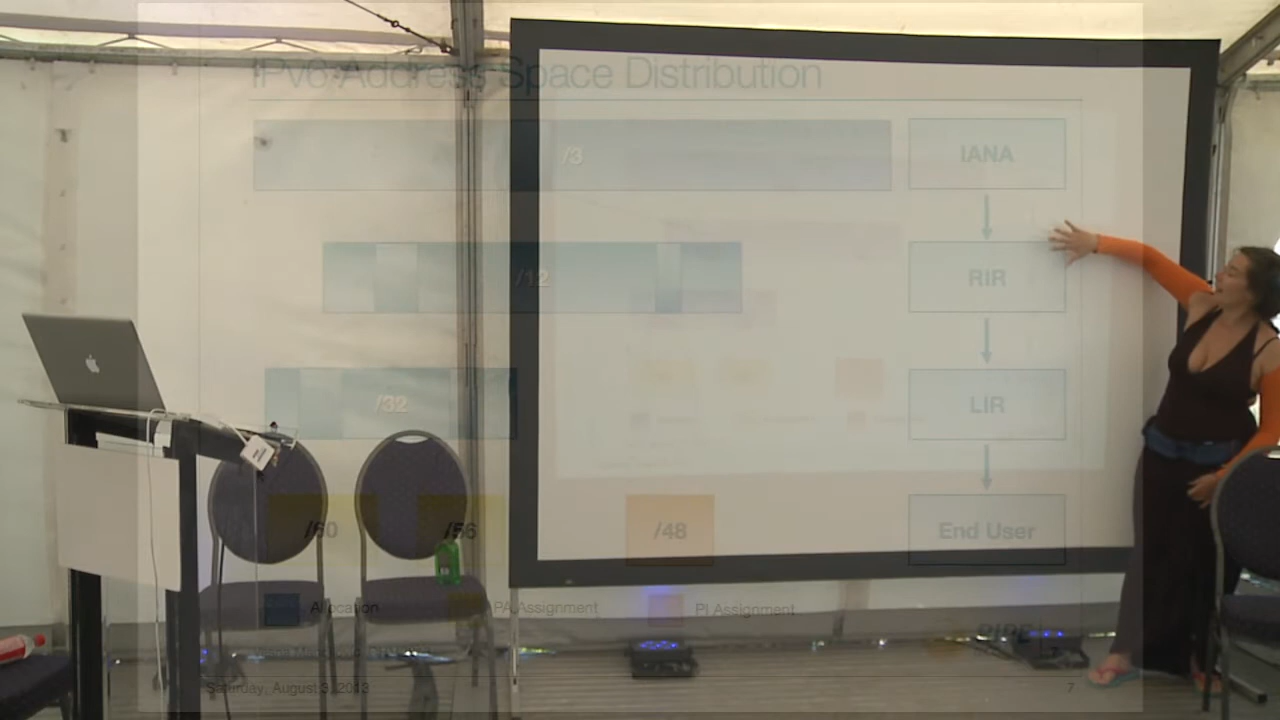 IPv6 Address Space Distribution
/3
IANA
/12
RIR
/32
LIR
/60
/56
/48
End User
Allocation
PA Assignment
PI Assignment
RIPE
Saturday, August 3, 2013
7